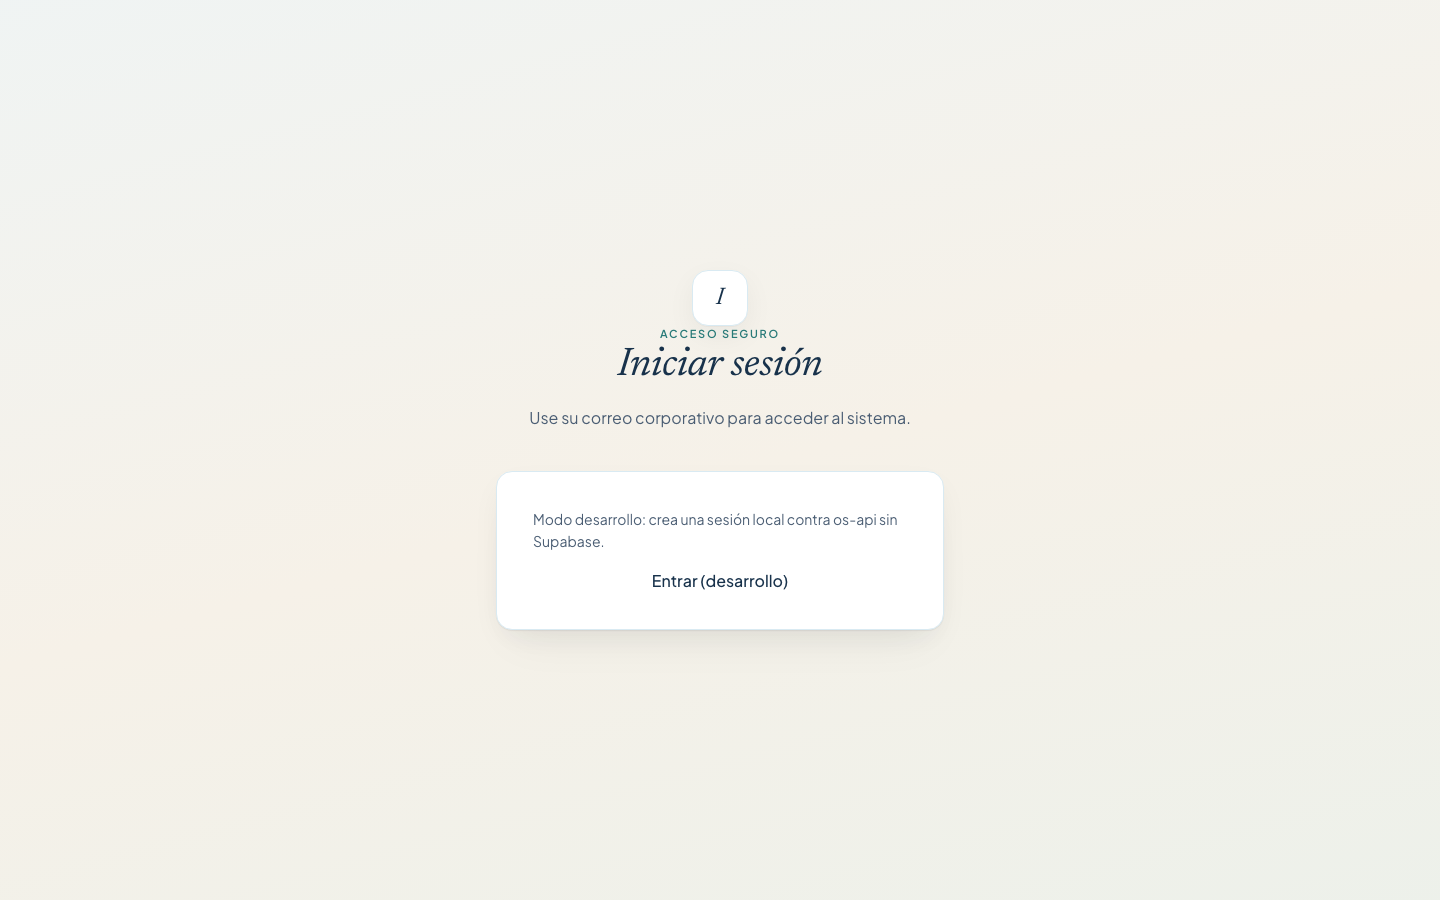 I
ACCESO SEGURO
Iniciar sesión
Use su correo corporativo para acceder al sistema.
Modo desarrollo: crea una sesión local contra os-api sin
Supabase.
Entrar (desarrollo)